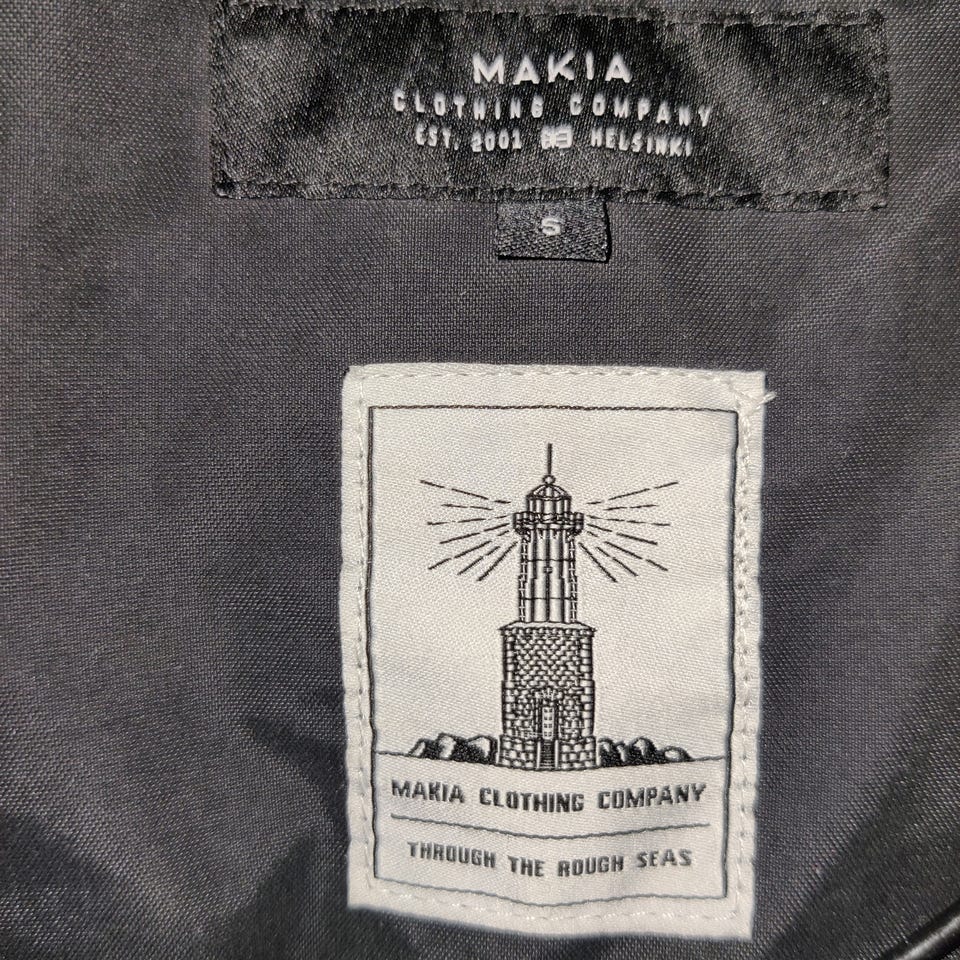 MAKIA
CLOTHING COMPANY
EST. 2001 HELSINKI
S
MAKIA CLOTHING COMPANY
THROUGH THE ROUGH SEAS